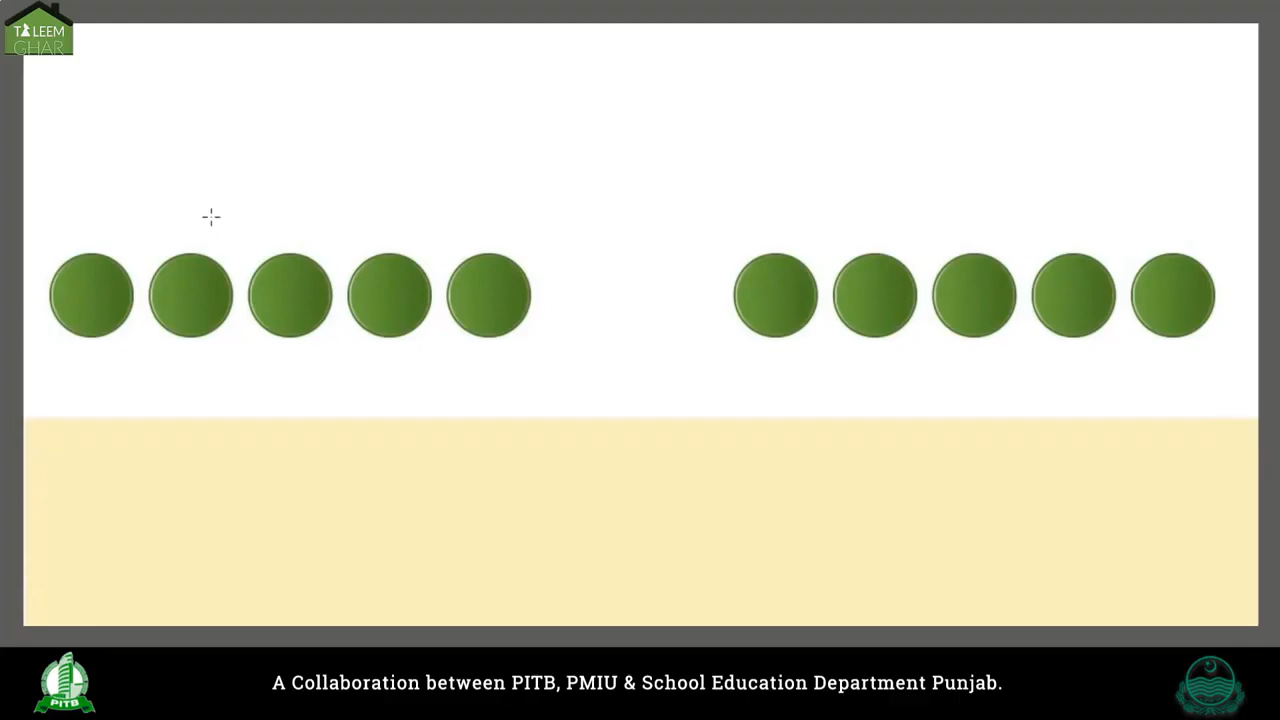 TALEEM
GHAR
A Collaboration between PITB, PMIU & School Education Department Punjab.
PITB